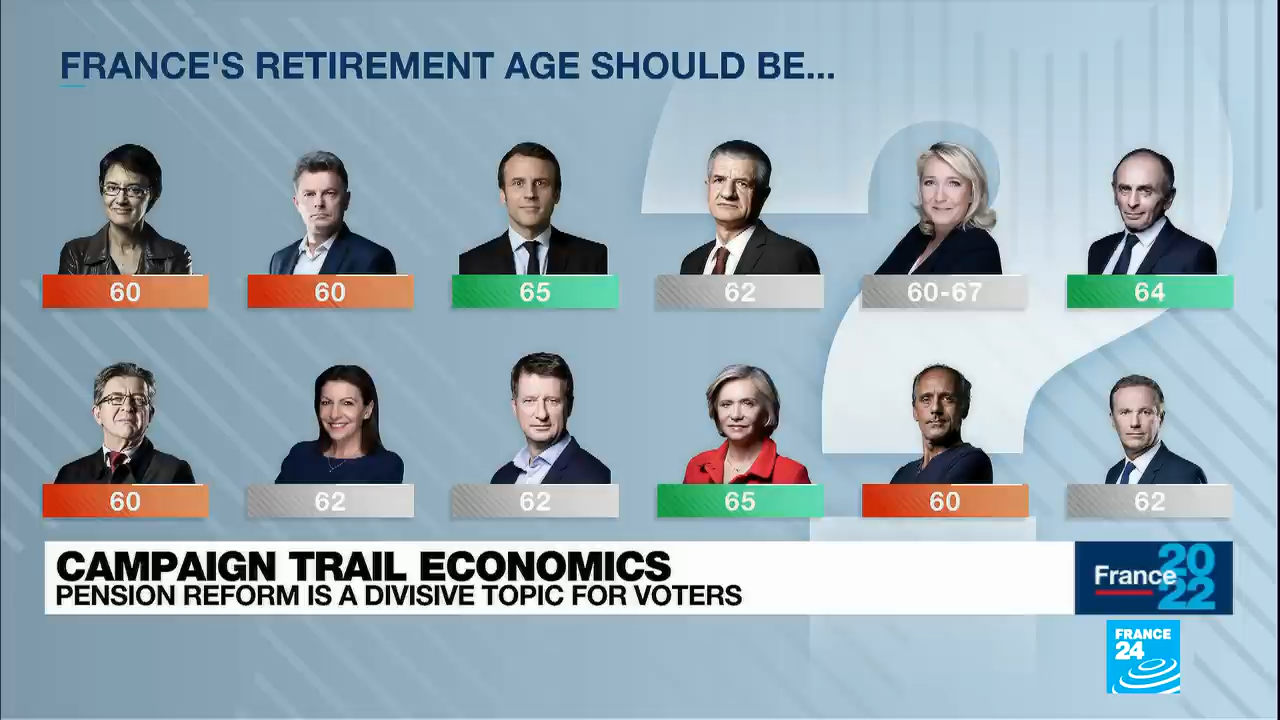 FRANCE'S RETIREMENT AGE SHOULD BE...
60
60
65
62
60-67
64
60
62
62
65
60
62
CAMPAIGN TRAIL ECONOMICS
PENSION REFORM IS A DIVISIVE TOPIC FOR VOTERS
France 2022
FRANCE
24